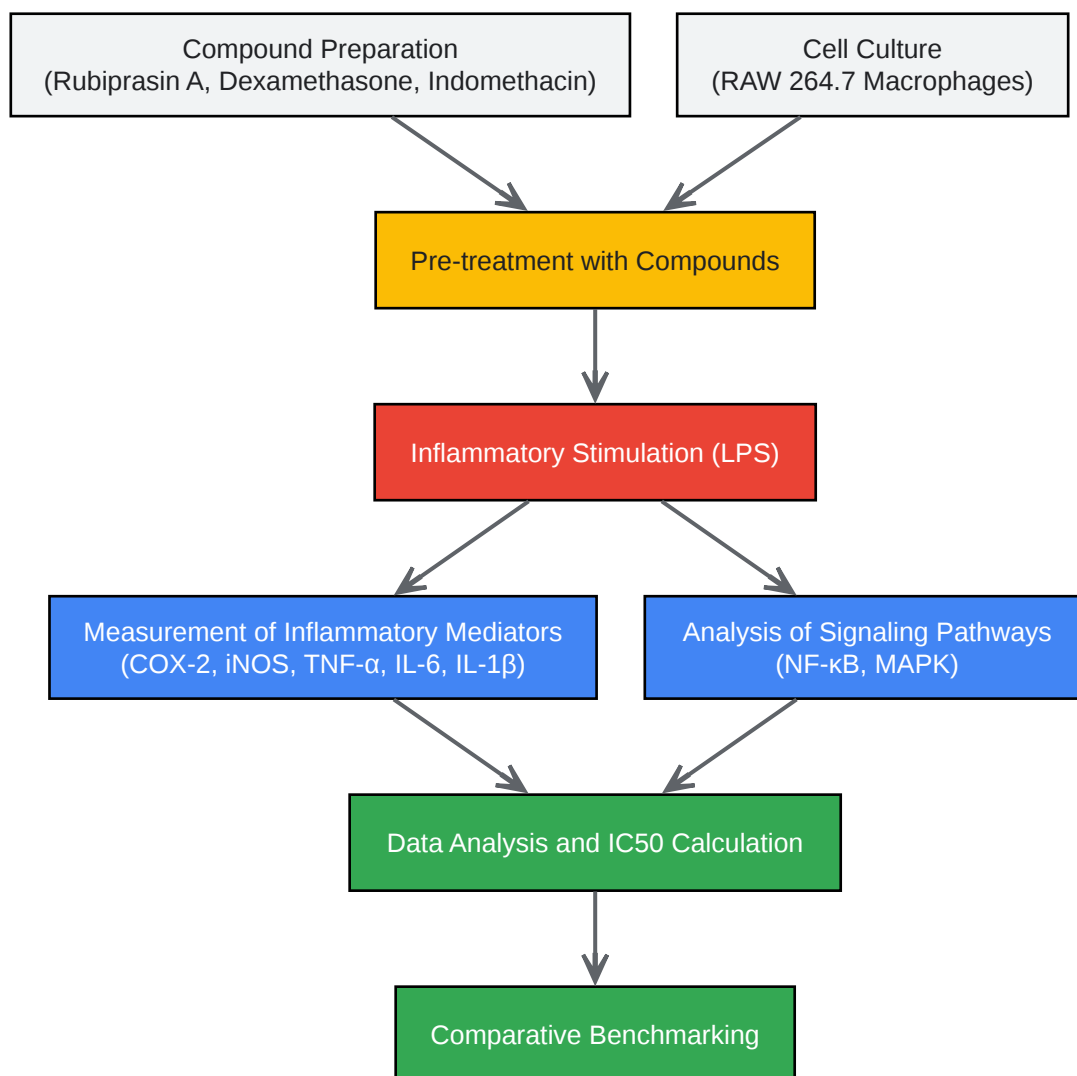 Compound Preparation
(Rubiprasin A, Dexamethasone, Indomethacin)
Cell Culture
(RAW 264.7 Macrophages)
Pre-treatment with Compounds
Inflammatory Stimulation (LPS)
Measurement of Inflammatory Mediators
(COX-2, iNOS, TNF-α, IL-6, IL-1β)
Analysis of Signaling Pathways
(NF-κB, MAPK)
Data Analysis and IC50 Calculation
Comparative Benchmarking